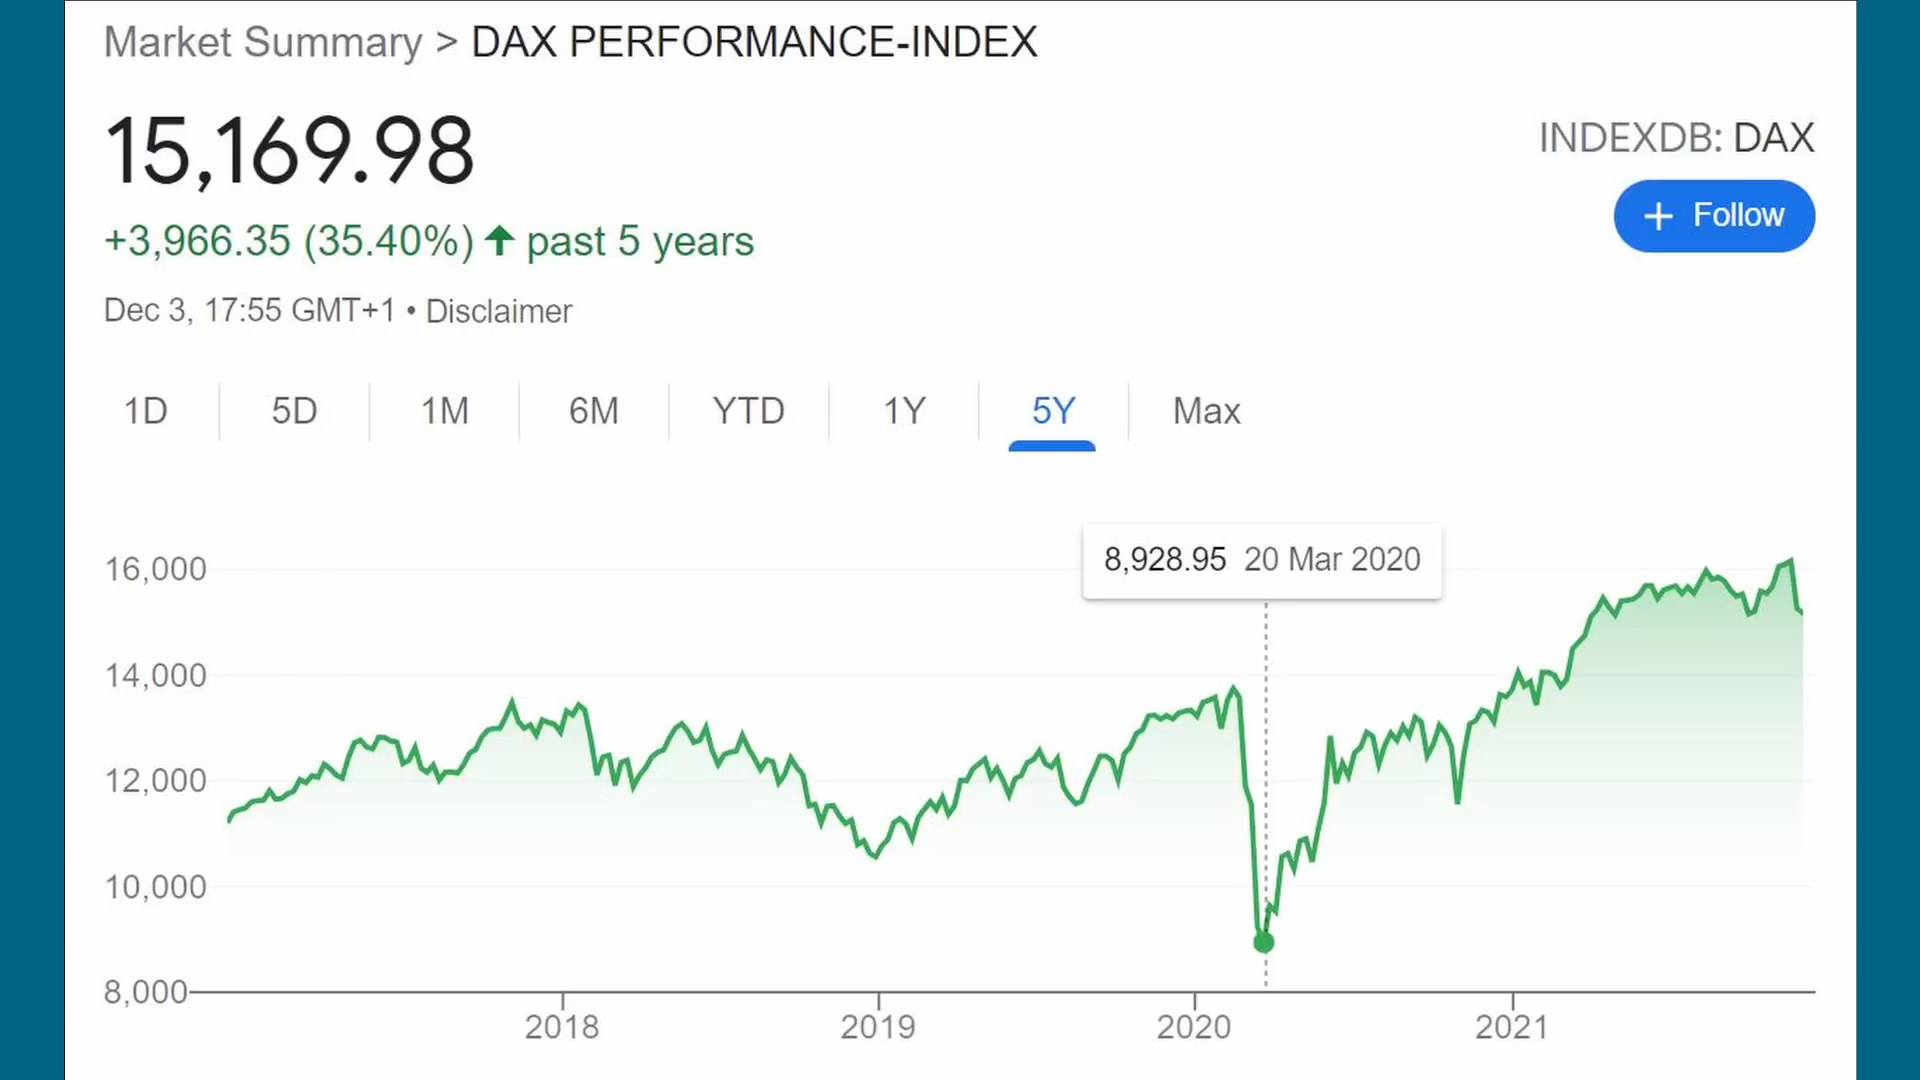 Market Summary > DAX PERFORMANCE-INDEX
15,169.98
INDEXDB: DAX
+ Follow
+3,966.35 (35.40%) ↑ past 5 years
Dec 3, 17:55 GMT+1 • Disclaimer
1D 5D 1M 6M YTD 1Y 5Y Max
8,928.95 20 Mar 2020
16,000
14,000
12,000
10,000
8,000
2018 2019 2020 2021